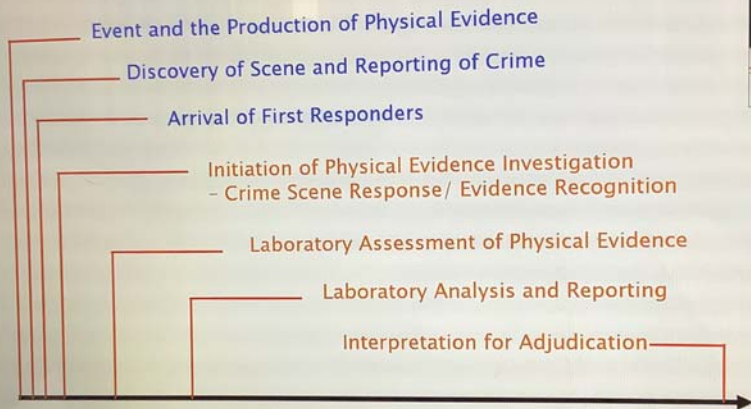 Event and the Production of Physical Evidence
Discovery of Scene and Reporting of Crime
Arrival of First Responders
Initiation of Physical Evidence Investigation
– Crime Scene Response/ Evidence Recognition
Laboratory Assessment of Physical Evidence
Laboratory Analysis and Reporting
Interpretation for Adjudication